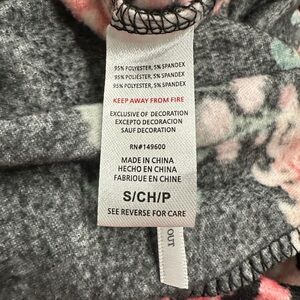 95% POLYESTER, 5% SPANDEX
95% POLIÉSTER, 5% SPANDEX
95% POLYESTER, 5% SPANDEX
KEEP AWAY FROM FIRE
EXCLUSIVE OF DECORATION
EXCEPTO DECORACION
SAUF DECORATION
RN#149600
MADE IN CHINA
HECHO EN CHINA
FABRIQUE EN CHINE
S/CH/P
SEE REVERSE FOR CARE
OUT